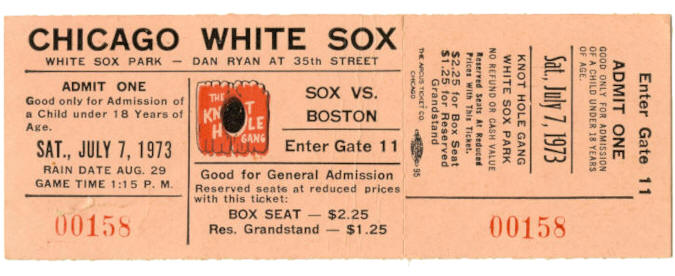 CHICAGO WHITE SOX
WHITE SOX PARK — DAN RYAN AT 35th STREET
ADMIT ONE
Good only for Admission of
a Child under 18 Years of
Age.
SAT., JULY 7, 1973
RAIN DATE AUG. 29
GAME TIME 1:15 P. M.
00158
THE
KNOT
HOLE
GANG
SOX VS.
BOSTON
Enter Gate 11
Good for General Admission
Reserved seats at reduced prices
with this ticket:
BOX SEAT — $2.25
Res. Grandstand — $1.25
Enter Gate 11
ADMIT ONE
GOOD ONLY FOR ADMISSION
OF A CHILD UNDER 18 YEARS
OF AGE.
Sat., July 7, 1973
KNOT HOLE GANG
WHITE SOX PARK
NO REFUND OR CASH VALUE
Reserved Seats At Reduced
Prices With This Ticket.
$2.25 for Box Seat
$1.25 for Reserved
Grandstand
THE ARCUS TICKET CO.
CHICAGO
95
00158